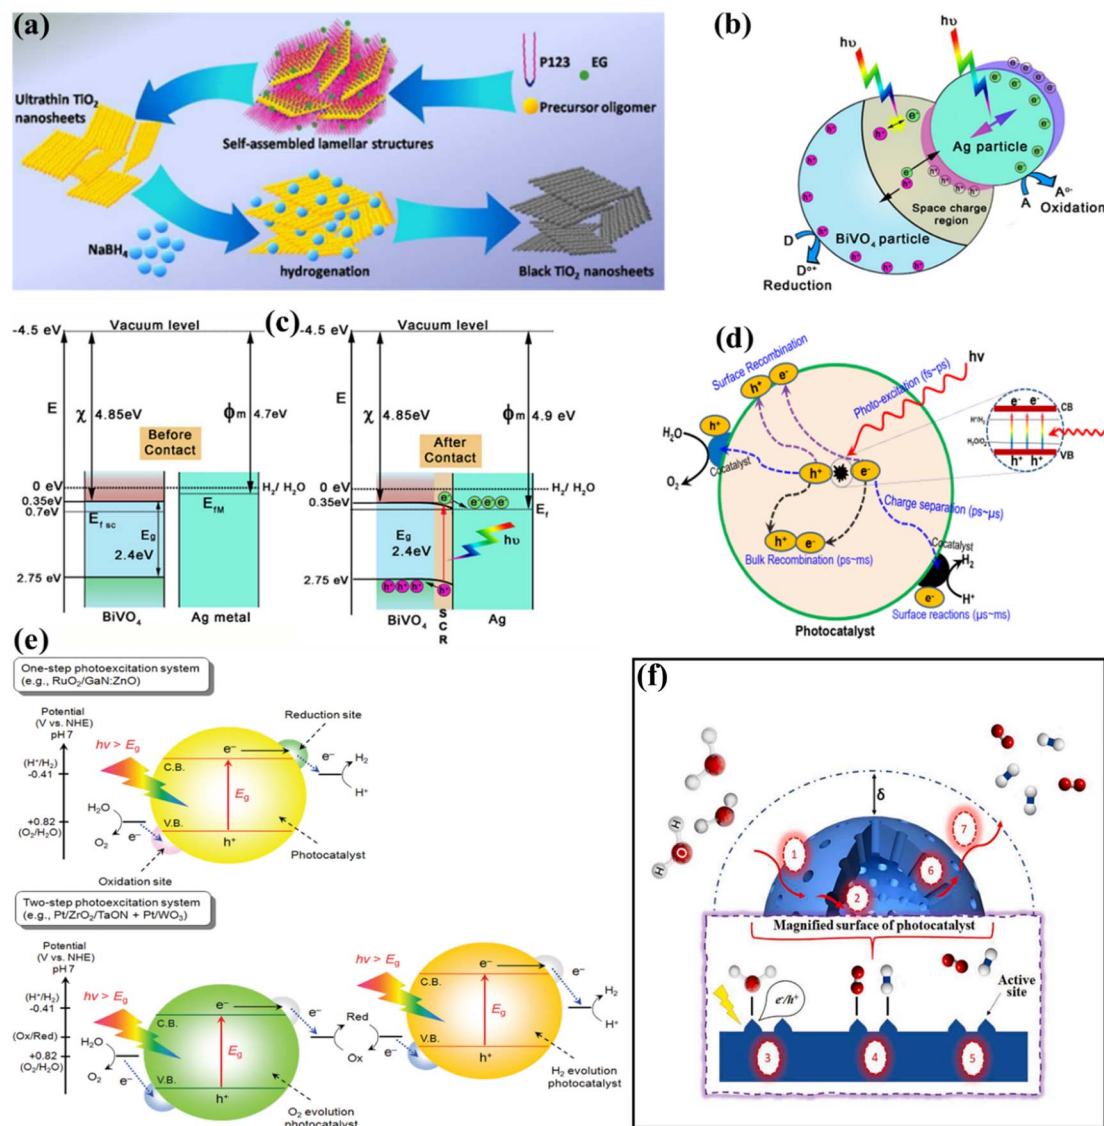 (a)
P123
EG
Precursor oligomer
Ultrathin TiO2
nanosheets
Self-assembled lamellar structures
NaBH4
hydrogenation
Black TiO2 nanosheets
(b)
hυ
hυ
h+
e-
Ag particle
Space charge
region
BiVO4 particle
A
A°-
Oxidation
D
D°+
Reduction
-4.5 eV
Vacuum level
(c)
-4.5 eV
Vacuum level
E
χ
4.85eV
ϕm
4.7eV
Before
Contact
0 eV
H2/ H2O
0.35eV
0.7eV
Ef sc
EfM
Eg
2.4eV
2.75 eV
BiVO4
Ag metal
E
χ
4.85eV
ϕm
4.9 eV
After
Contact
0 eV
H2/ H2O
0.35eV
e-
e- e- e-
Ef
Eg
2.4eV
hυ
2.75 eV
h+ h+ h+
h+
BiVO4
S
C
R
Ag
(d)
Surface Recombination
h+
e-
Photo-excitation (fs~ps)
hν
e- e-
CB
H+/H2
H2O/O2
VB
h+ h+
h+
H2O
O2
Cocatalyst
h+
e-
Charge separation (ps~μs)
h+
e-
Bulk Recombination (ps~ms)
Cocatalyst
H2
H+
e-
Surface reactions (μs~ms)
Photocatalyst
(e)
One-step photoexcitation system
(e.g., RuO2/GaN:ZnO)
Potential
(V vs. NHE)
pH 7
hν > Eg
(H+/H2)
-0.41
+0.82
(O2/H2O)
C.B.
e−
Reduction site
e−
H2
H+
Eg
H2O
O2
e−
V.B.
h+
Photocatalyst
Oxidation site
Two-step photoexcitation system
(e.g., Pt/ZrO2/TaON + Pt/WO3)
Potential
(V vs. NHE)
pH 7
(H+/H2)
-0.41
(Ox/Red)
+0.82
(O2/H2O)
hν > Eg
C.B.
e−
e−
Eg
H2O
O2
e−
V.B.
h+
O2 evolution
photocatalyst
Red
Ox
hν > Eg
C.B.
e−
e−
H2
H+
Eg
e−
V.B.
h+
H2 evolution
photocatalyst
(f)
δ
H
O
H
1
2
6
7
Magnified surface of photocatalyst
e-/h+
Active
site
3
4
5